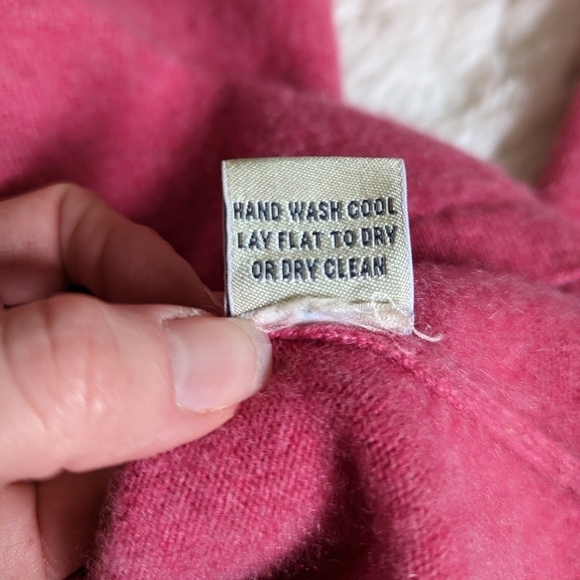 HAND WASH COOL
LAY FLAT TO DRY
OR DRY CLEAN